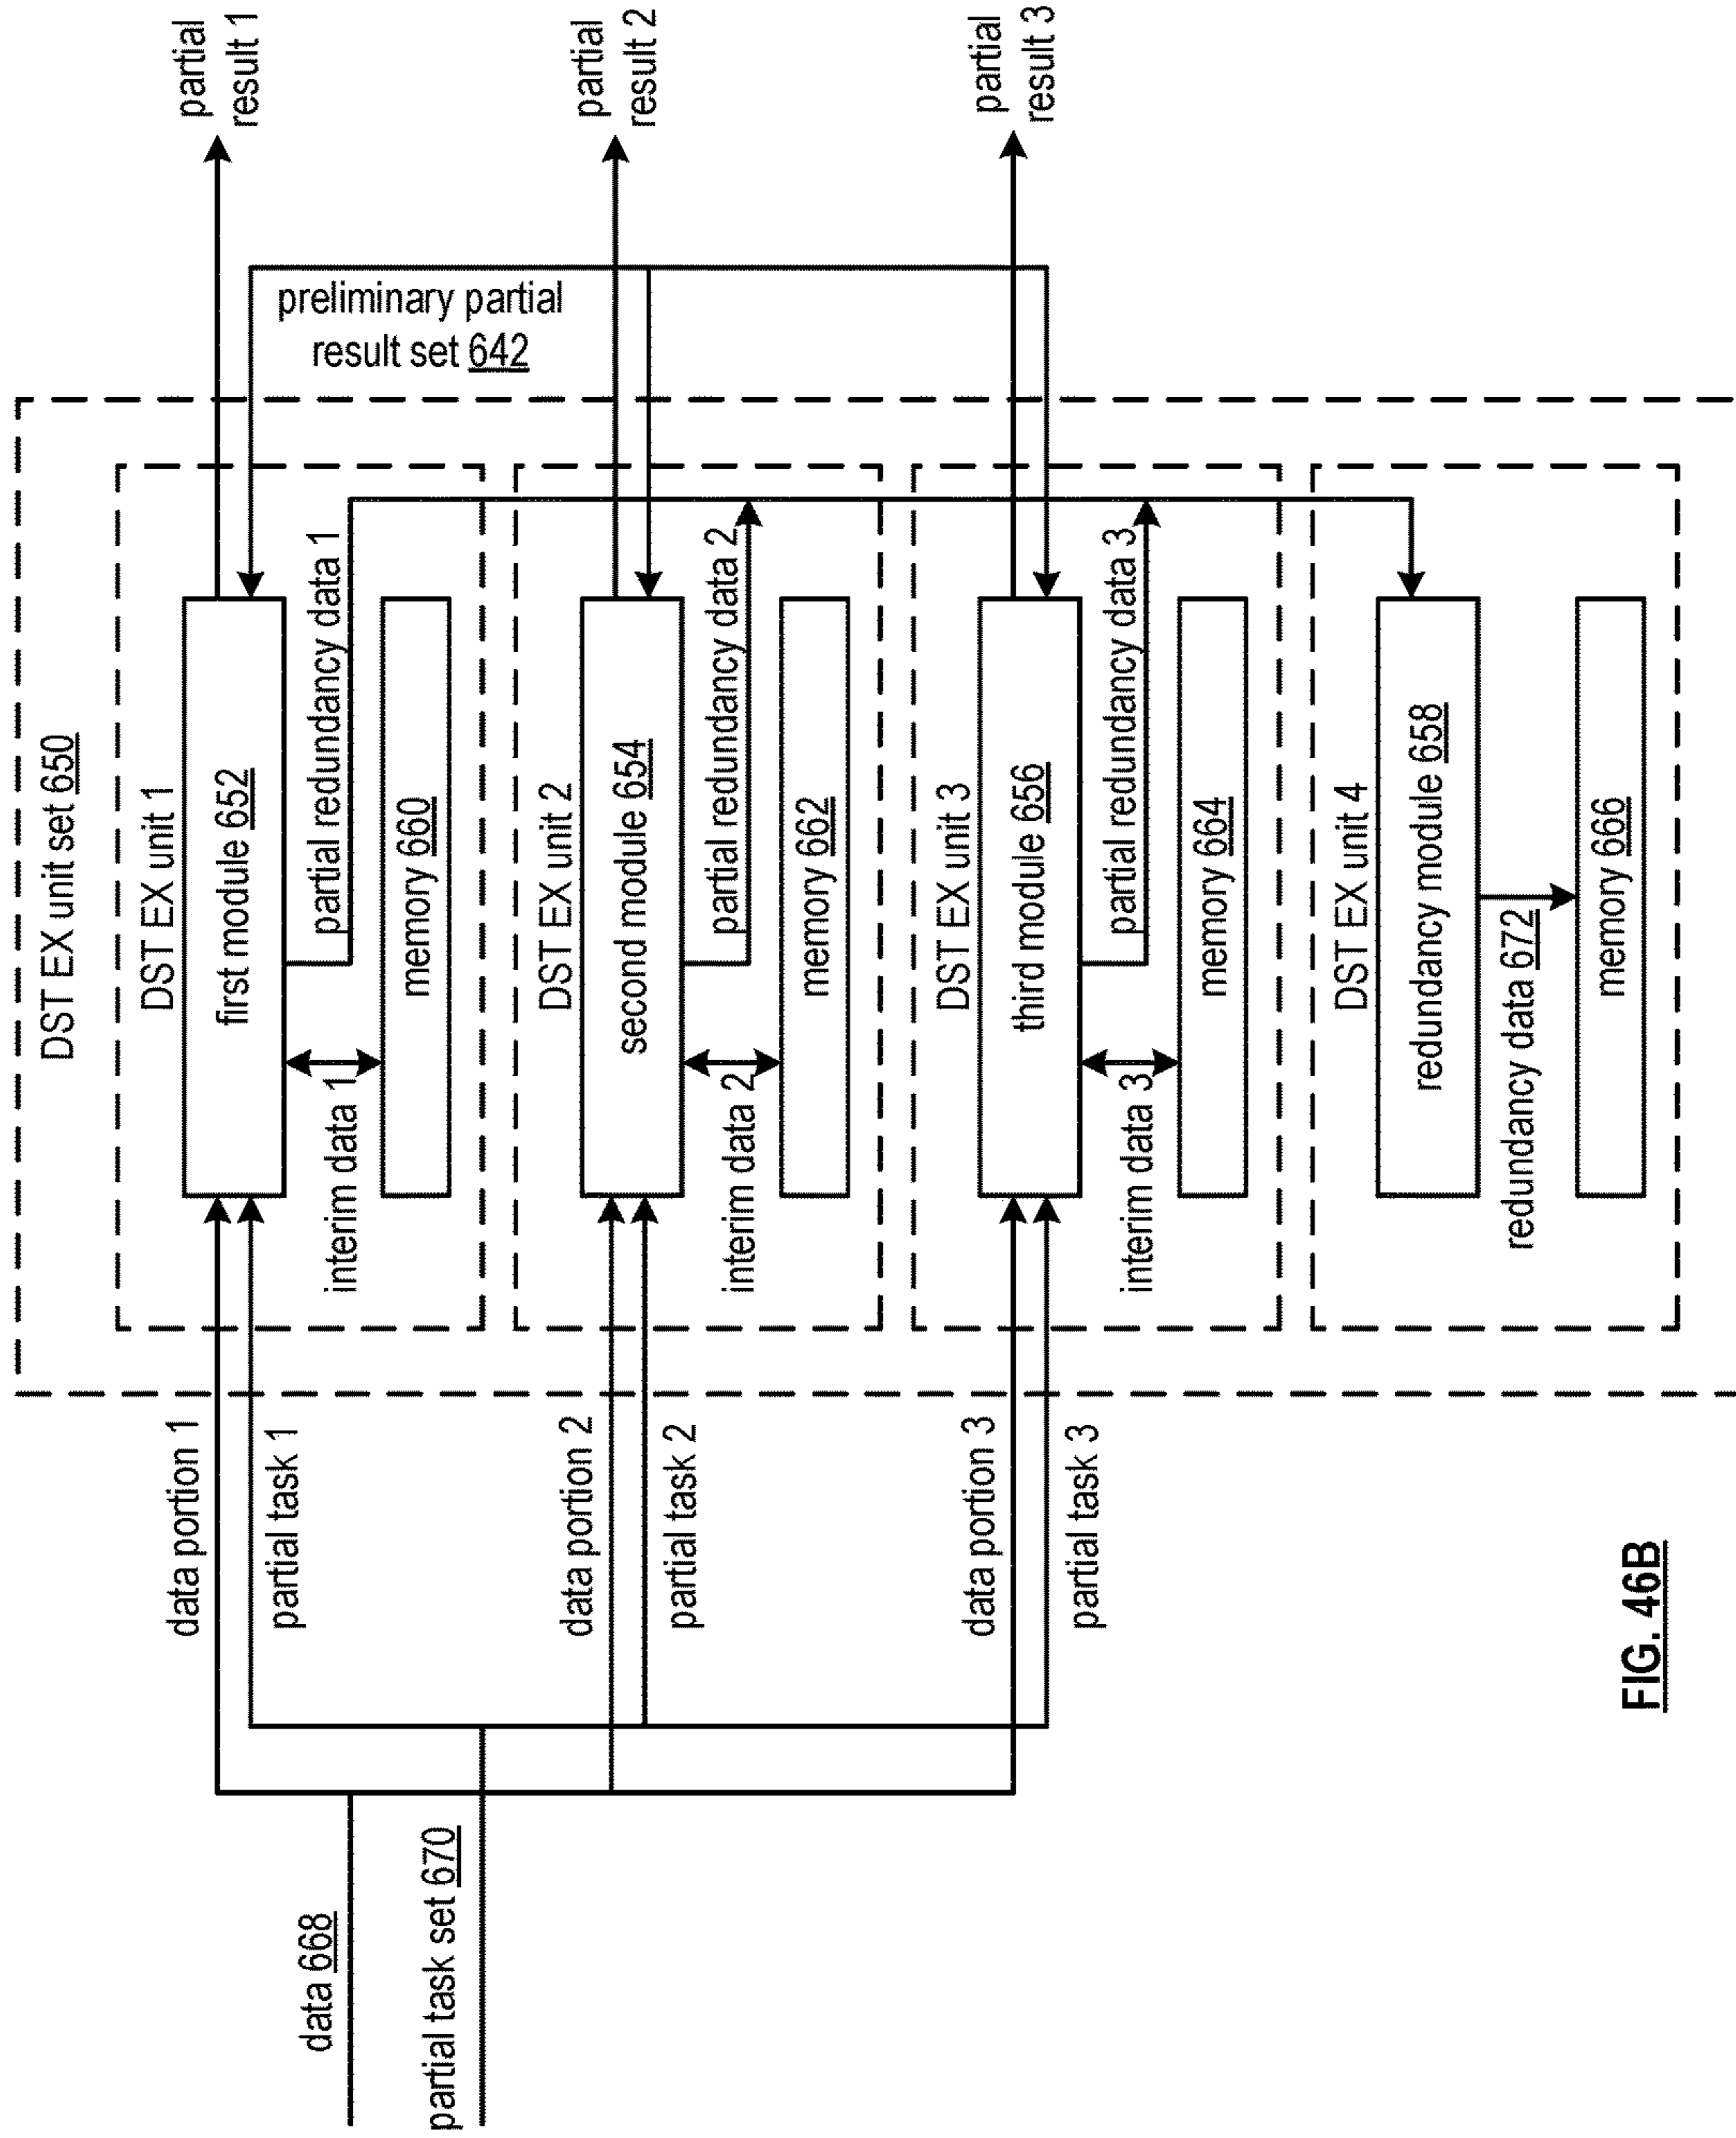 DST EX unit set 650
DST EX unit 1
data portion 1
first module 652
partial
result 1
partial task 1
preliminary partial
result set 642
interim data 1
partial redundancy data 1
data 668
memory 660
partial task set 670
DST EX unit 2
data portion 2
second module 654
partial
result 2
partial task 2
interim data 2
partial redundancy data 2
memory 662
DST EX unit 3
data portion 3
third module 656
partial
result 3
partial task 3
interim data 3
partial redundancy data 3
memory 664
DST EX unit 4
redundancy module 658
redundancy data 672
memory 666
FIG. 46B